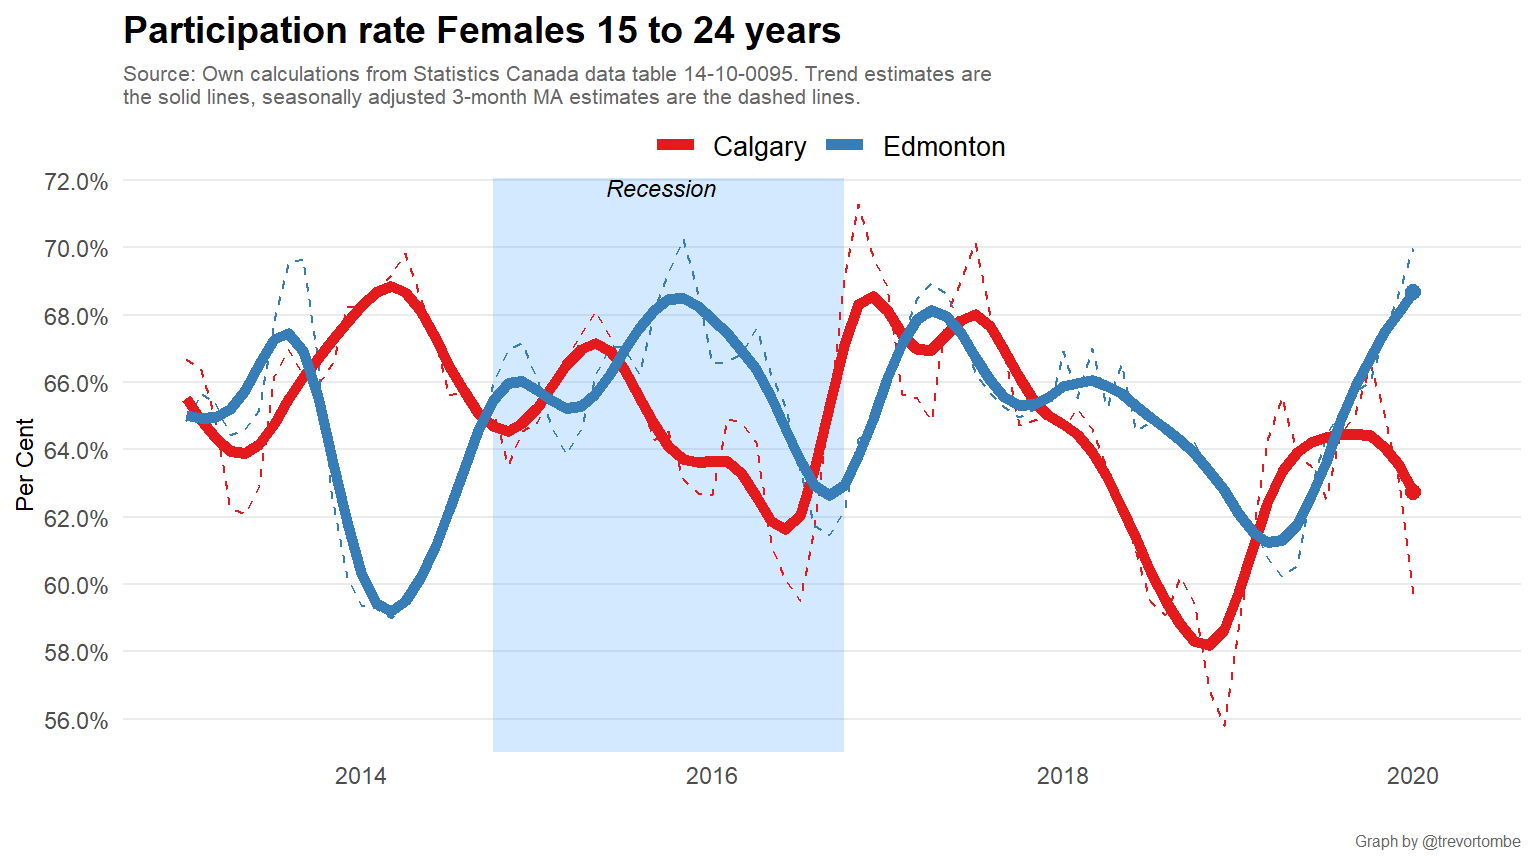 Participation rate Females 15 to 24 years
Source: Own calculations from Statistics Canada data table 14-10-0095. Trend estimates are
the solid lines, seasonally adjusted 3-month MA estimates are the dashed lines.
Calgary Edmonton
72.0%
Recession
70.0%
68.0%
66.0%
64.0%
62.0%
60.0%
58.0%
56.0%
Per Cent
2014 2016 2018 2020
Graph by @trevortombe